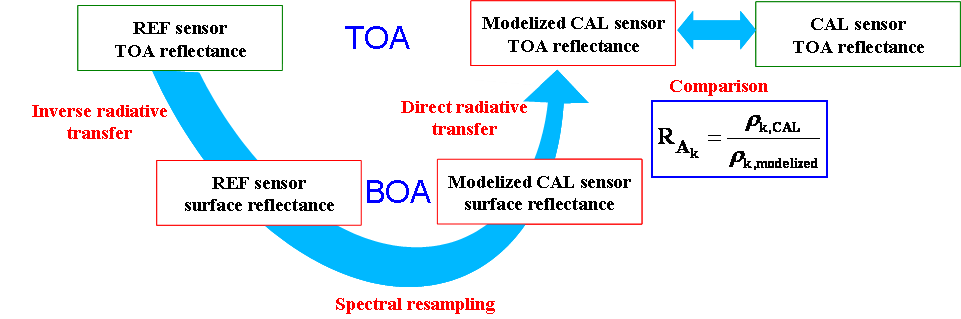 REF sensor
TOA reflectance
TOA
Modelized CAL sensor
TOA reflectance
CAL sensor
TOA reflectance
Inverse radiative
transfer
Direct radiative
transfer
Comparison
R_{A_k} = ρ_{k,CAL} / ρ_{k,modelized}
REF sensor
surface reflectance
BOA
Modelized CAL sensor
surface reflectance
Spectral resampling